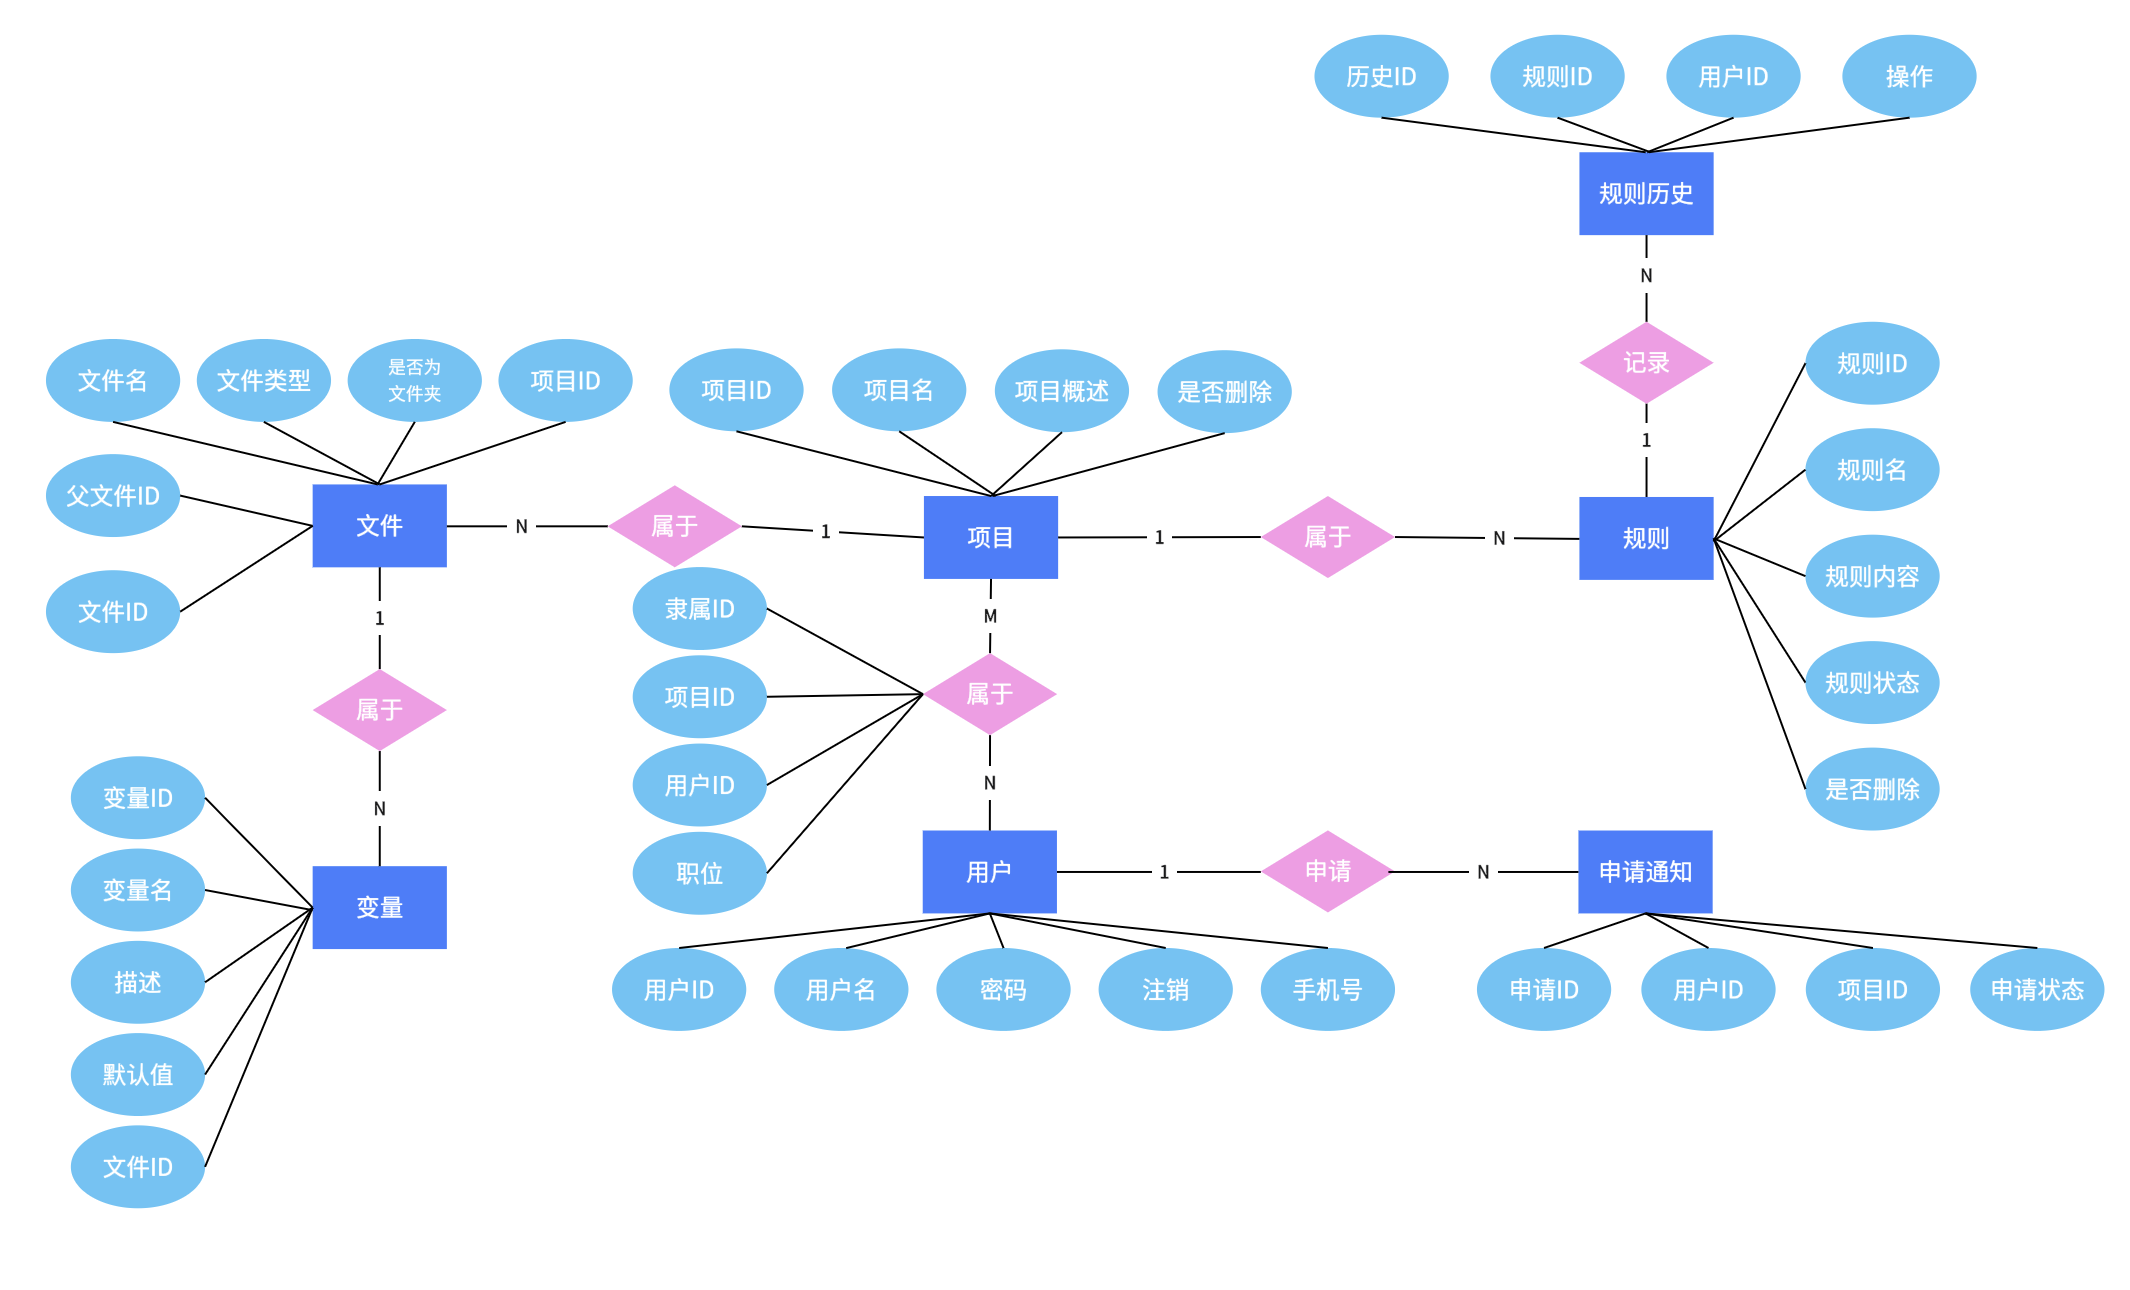 历史ID
规则ID
用户ID
操作
规则历史
N
记录
1
规则ID
规则名
规则内容
规则状态
是否删除
文件名
文件类型
是否为
文件夹
项目ID
项目ID
项目名
项目概述
是否删除
父文件ID
文件ID
文件
N
属于
1
项目
1
属于
N
规则
1
属于
N
隶属ID
项目ID
用户ID
职位
M
属于
N
变量ID
变量名
描述
默认值
文件ID
变量
用户
1
申请
N
申请通知
用户ID
用户名
密码
注销
手机号
申请ID
用户ID
项目ID
申请状态